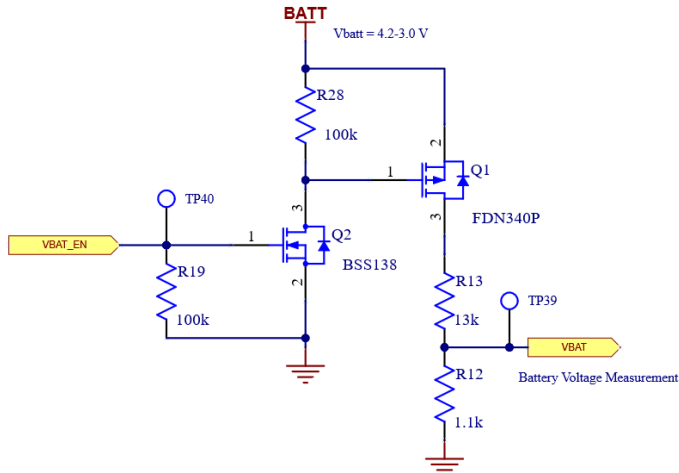 BATT
Vbatt = 4.2-3.0 V
R28
100k
2
Q1
1
3
FDN340P
TP40
3
VBAT_EN
1
Q2
BSS138
2
R19
100k
R13
13k
TP39
VBAT
Battery Voltage Measurement
R12
1.1k